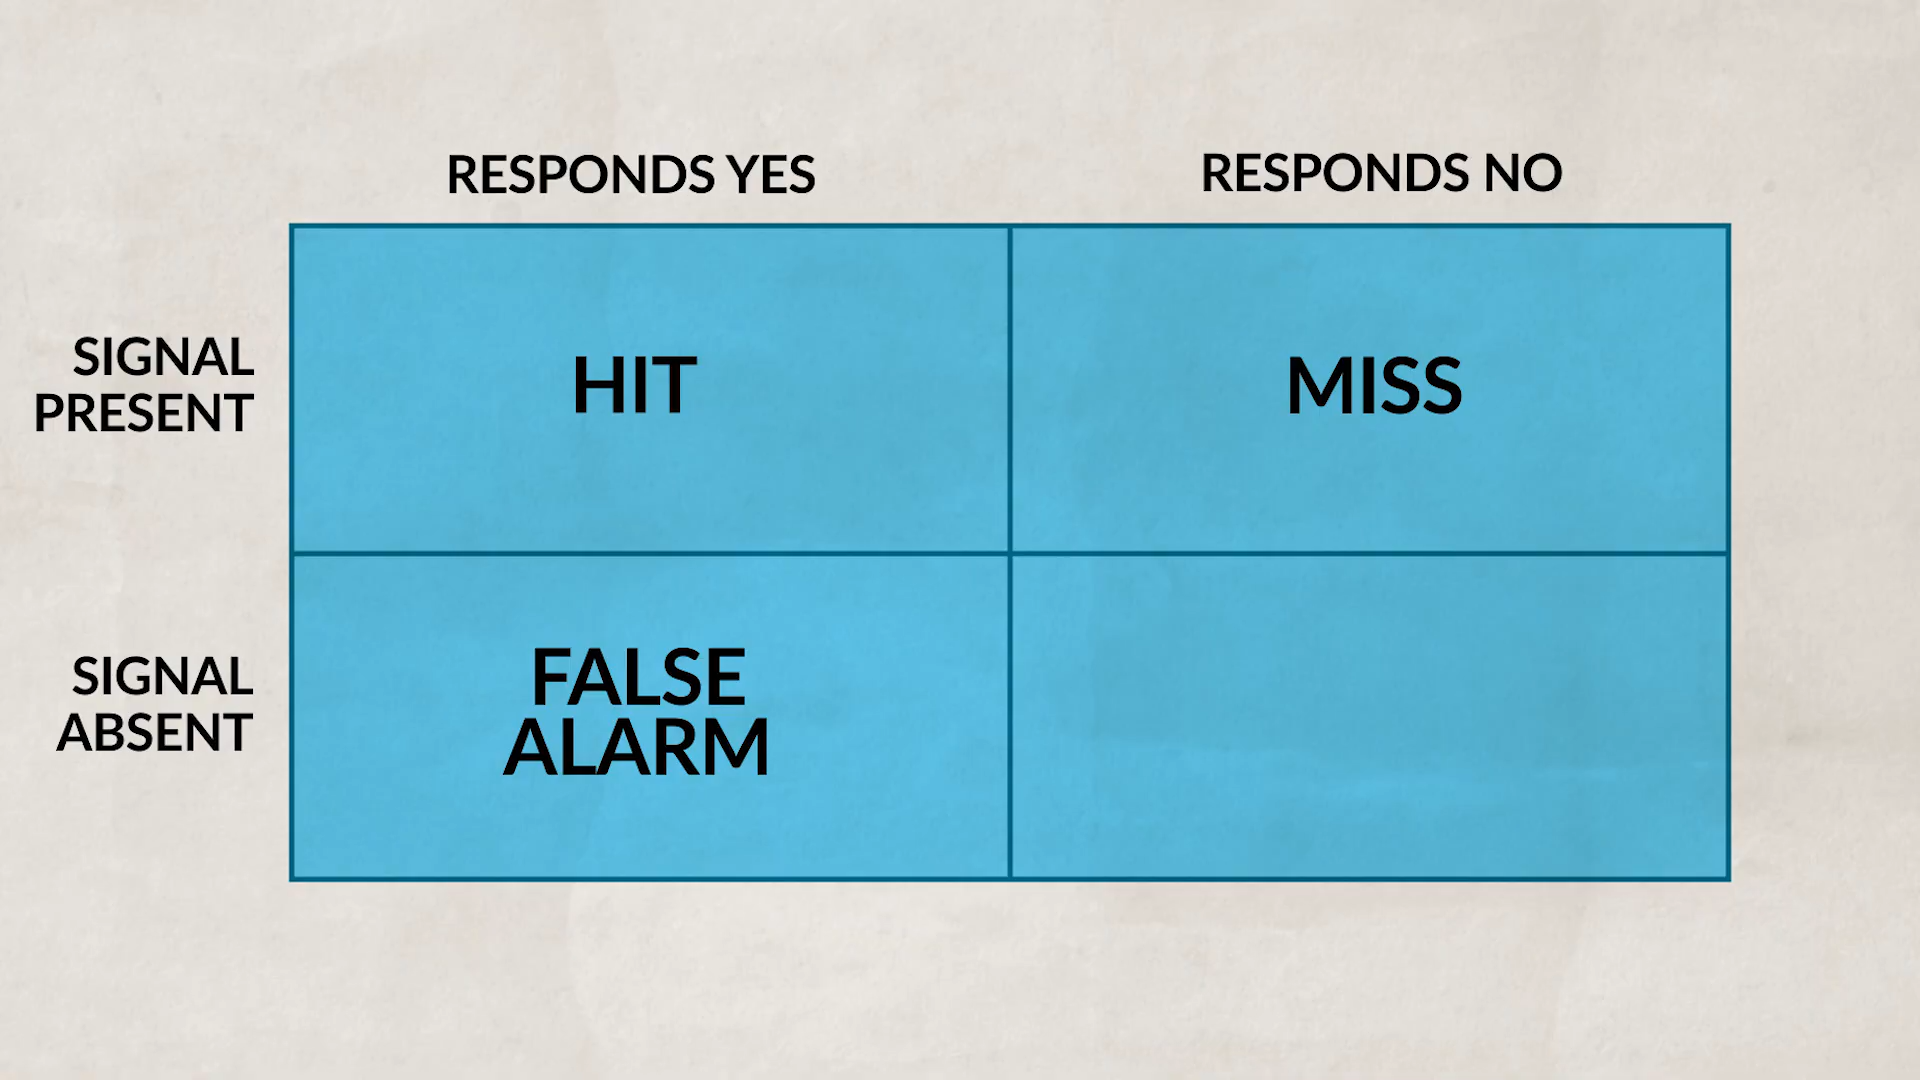 RESPONDS YES
RESPONDS NO
SIGNAL
PRESENT
HIT
MISS
SIGNAL
ABSENT
FALSE
ALARM